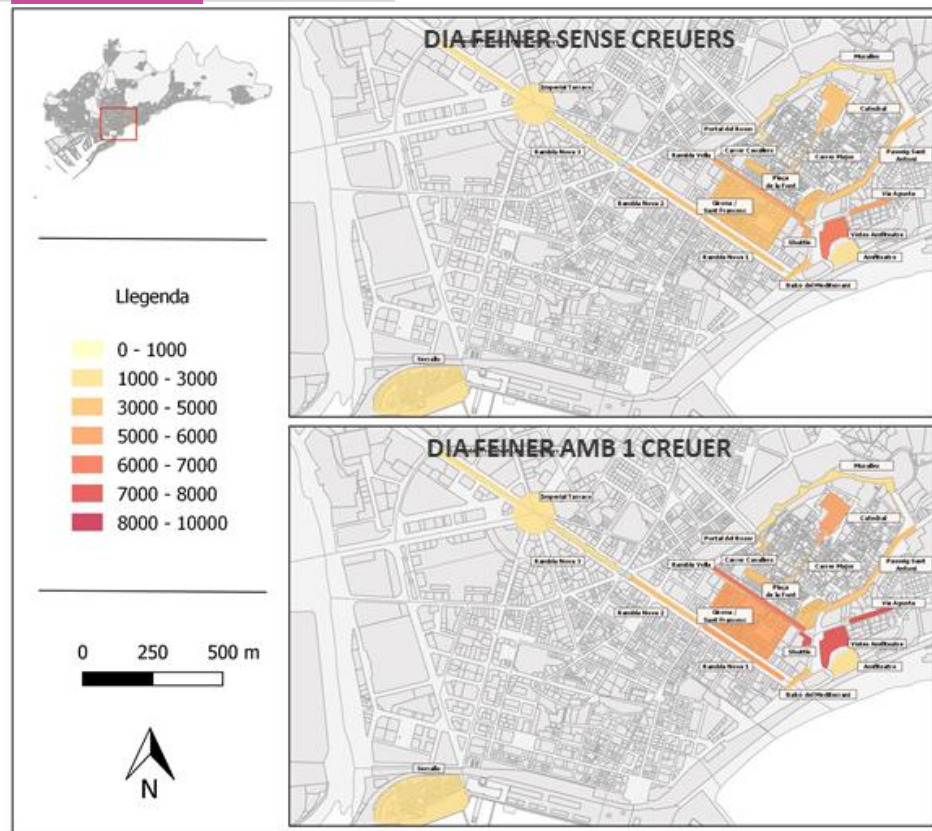 DIA FEINER SENSE CREUERS
Muralles
Imperial Tarraco
Catedral
Portal del Roser
Rambla Nova 3
Rambla Vella
Carrer Cavallers
Carrer Major
Passeig Sant
Antoni
Plaça
de la Font
Via Augusta
Rambla Nova 2
Girona /
Sant Francesc
Shuttle
Vistes Amfiteatre
Rambla Nova 1
Amfiteatre
Balcó del Mediterrani
Serrallo
Llegenda
0 - 1000
1000 - 3000
3000 - 5000
5000 - 6000
6000 - 7000
7000 - 8000
8000 - 10000
0 250 500 m
N
DIA FEINER AMB 1 CREUER
Muralles
Imperial Tarraco
Catedral
Portal del Roser
Rambla Nova 3
Rambla Vella
Carrer Cavallers
Carrer Major
Passeig Sant
Antoni
Plaça
de la Font
Via Augusta
Rambla Nova 2
Girona /
Sant Francesc
Shuttle
Vistes Amfiteatre
Rambla Nova 1
Amfiteatre
Balcó del Mediterrani
Serrallo